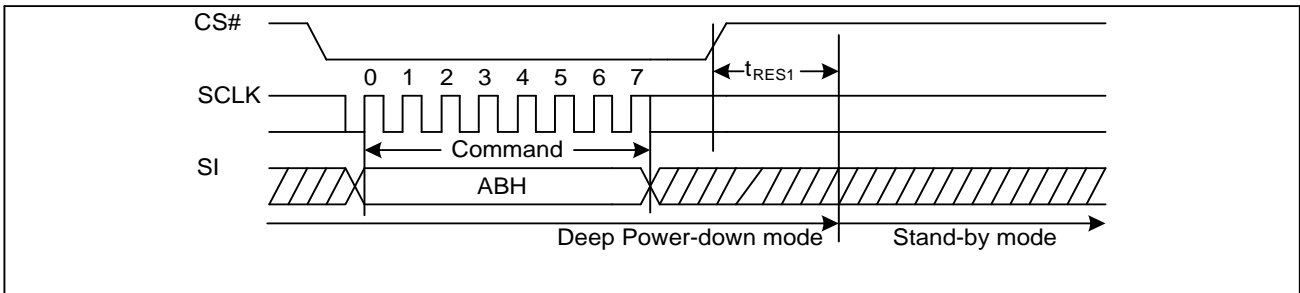 CS#
tRES1
0 1 2 3 4 5 6 7
SCLK
Command
SI
ABH
Deep Power-down mode Stand-by mode